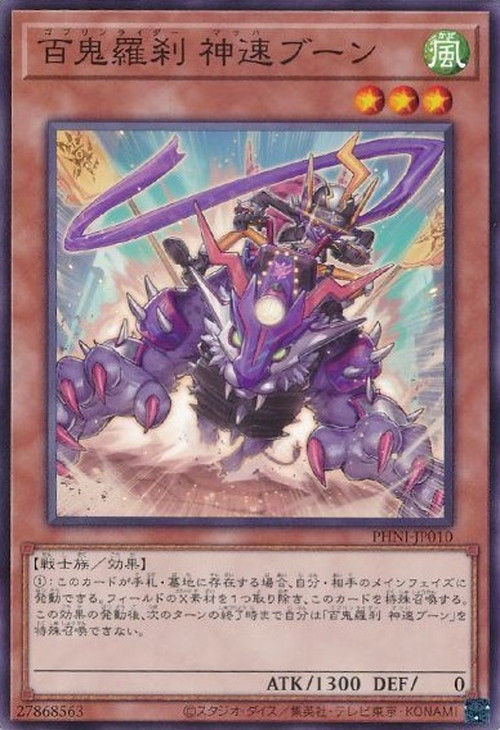 ゴブリンライダー マッハ
百鬼羅刹 神速ブーン
かぜ
風
PHNI-JP010
【戦士族／効果】
①：このカードが手札・墓地に存在する場合、自分・相手のメインフェイズに
発動できる。フィールドのX素材を１つ取り除き、このカードを特殊召喚する。
この効果の発動後、次のターンの終了時まで自分は「百鬼羅刹 神速ブーン」を
特殊召喚できない。
ATK/1300 DEF/ 0
27868563
©スタジオ・ダイス／集英社・テレビ東京・KONAMI